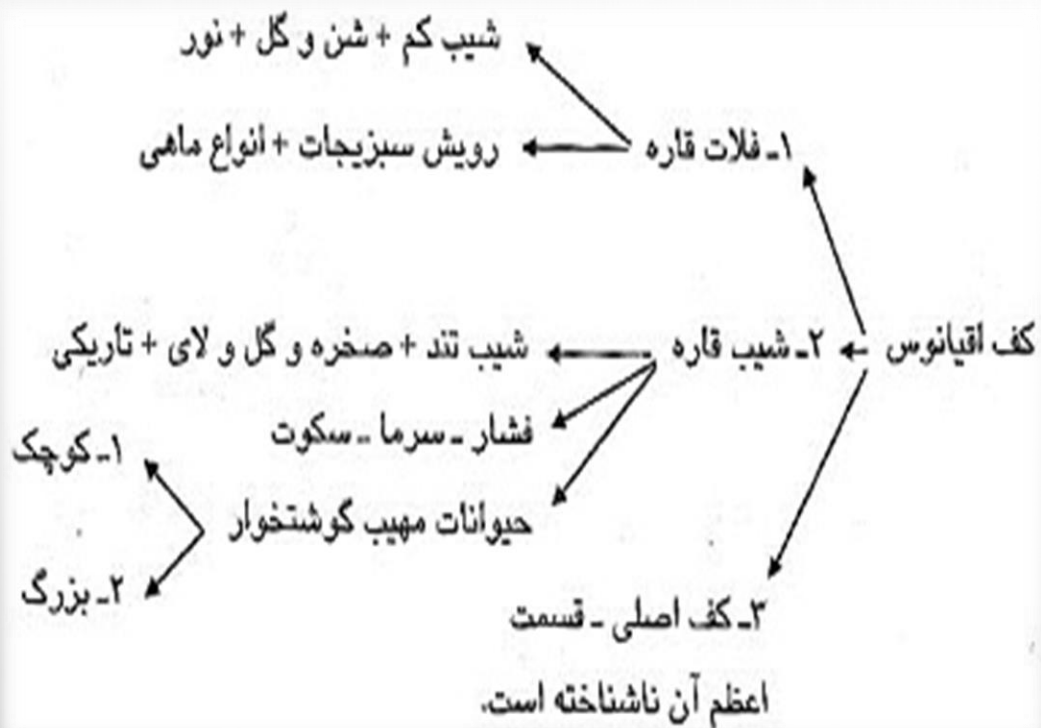 شیب کم + شن و گل + نور
۱ـ فلات قاره
رویش سبزیجات + انواع ماهی
کف اقیانوس
۲ـ شیب قاره
شیب تند + صخره و گل و لای + تاریکی
فشار ـ سرما ـ سکوت
حیوانات مهیب گوشتخوار
۱ـ کوچک
۲ـ بزرگ
۳ـ کف اصلی ـ قسمت
اعظم آن ناشناخته است.